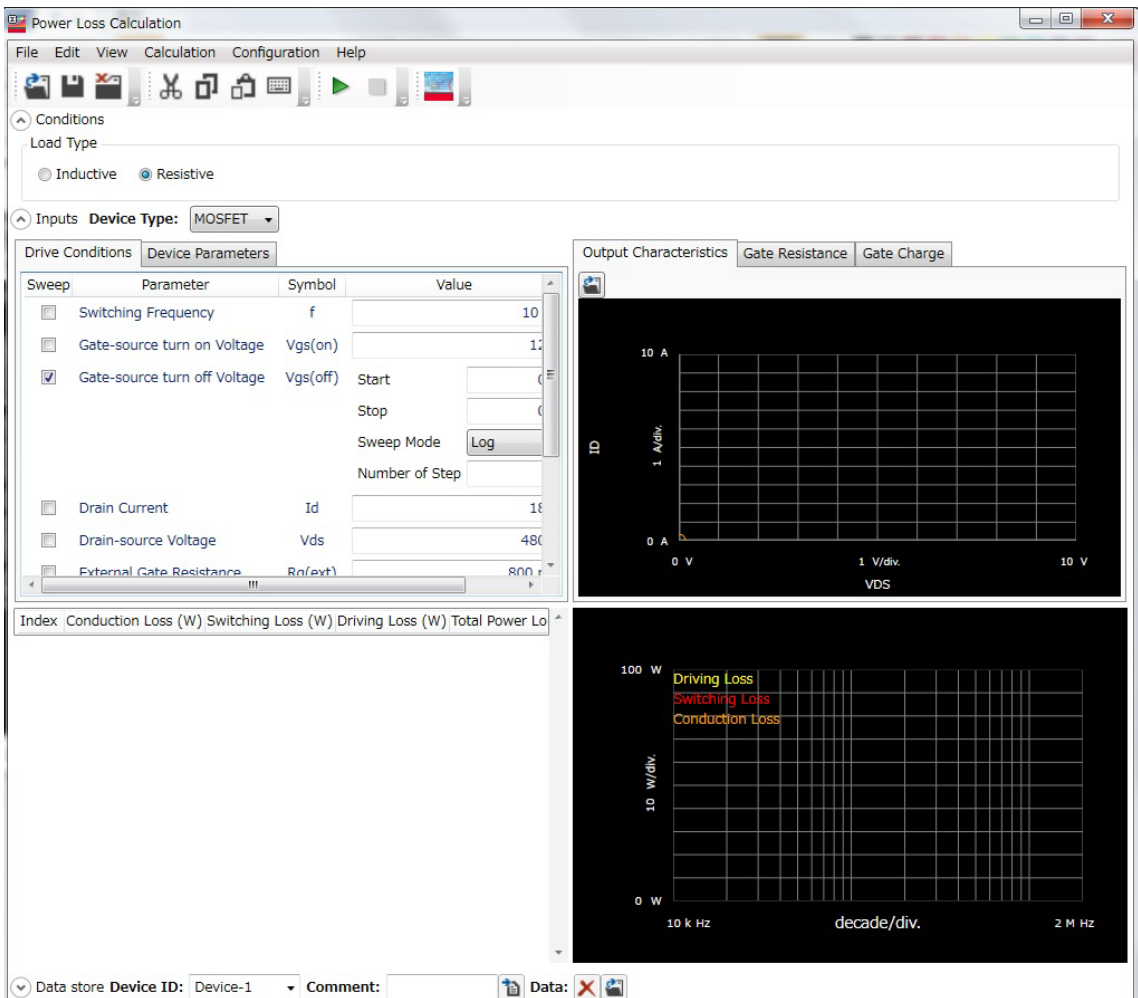 Power Loss Calculation
File Edit View Calculation Configuration Help
Conditions
Load Type
Inductive Resistive
Inputs Device Type: MOSFET
Drive Conditions Device Parameters
Sweep Parameter Symbol Value
Switching Frequency f 10
Gate-source turn on Voltage Vgs(on) 12
Gate-source turn off Voltage Vgs(off) Start 0
Stop 0
Sweep Mode Log
Number of Step
Drain Current Id 18
Drain-source Voltage Vds 480
External Gate Resistance Rg(ext) 800
Output Characteristics Gate Resistance Gate Charge
10 A
ID
1 A/div.
0 A
0 V 1 V/div. 10 V
VDS
Index Conduction Loss (W) Switching Loss (W) Driving Loss (W) Total Power Lo
100 W
Driving Loss
Switching Loss
Conduction Loss
10 W/div.
0 W
10 k Hz decade/div. 2 M Hz
Data store Device ID: Device-1 Comment: Data: